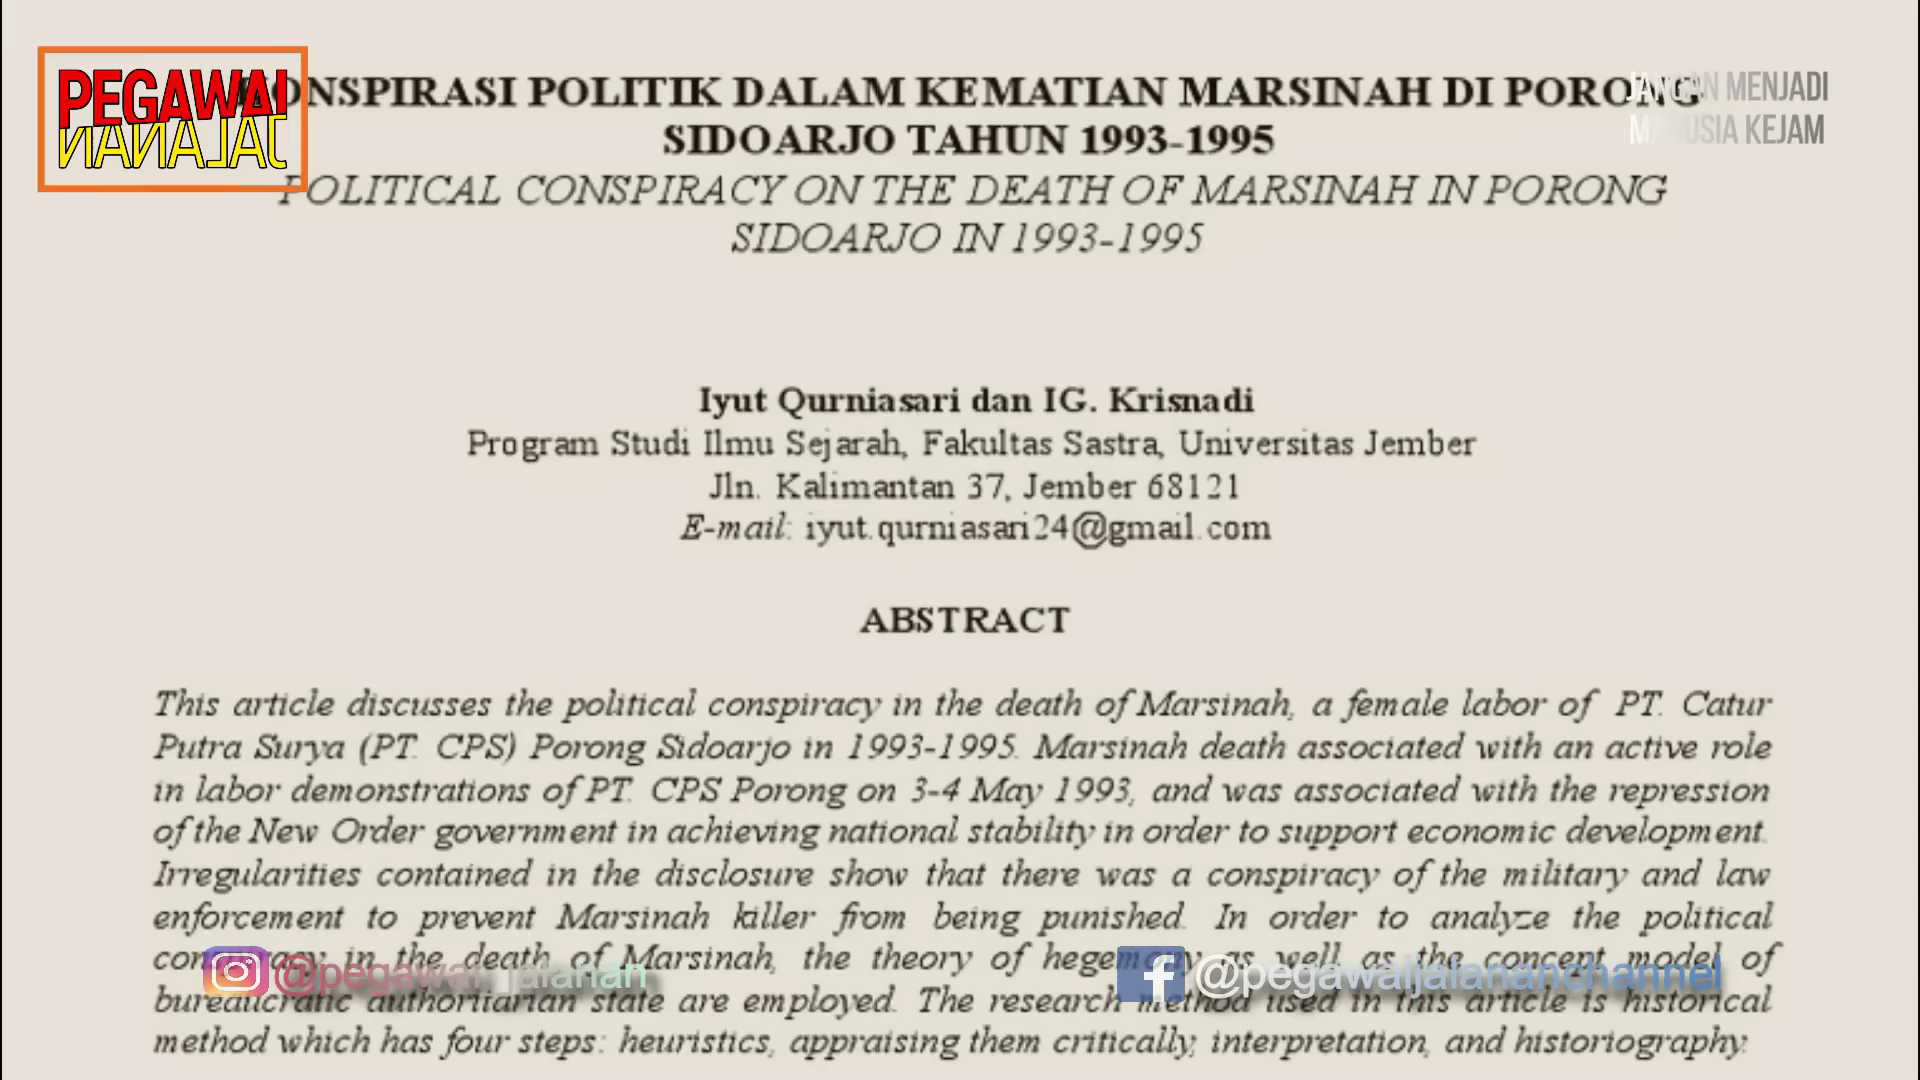 PEGAWAI
JALANAN
JANGAN MENJADI
MANUSIA KEJAM
KONSPIRASI POLITIK DALAM KEMATIAN MARSINAH DI PORONG
SIDOARJO TAHUN 1993-1995
POLITICAL CONSPIRACY ON THE DEATH OF MARSINAH IN PORONG
SIDOARJO IN 1993-1995
Iyut Qurniasari dan IG. Krisnadi
Program Studi Ilmu Sejarah, Fakultas Sastra, Universitas Jember
Jln. Kalimantan 37, Jember 68121
E-mail: iyut.qurniasari24@gmail.com
ABSTRACT
This article discusses the political conspiracy in the death of Marsinah, a female labor of PT. Catur
Putra Surya (PT. CPS) Porong Sidoarjo in 1993-1995. Marsinah death associated with an active role
in labor demonstrations of PT. CPS Porong on 3-4 May 1993, and was associated with the repression
of the New Order government in achieving national stability in order to support economic development.
Irregularities contained in the disclosure show that there was a conspiracy of the military and law
enforcement to prevent Marsinah killer from being punished. In order to analyze the political
conspiracy in the death of Marsinah, the theory of hegemony as well as the concept model of
bureaucratic authoritiarian state are employed. The research method used in this article is historical
method which has four steps: heuristics, appraising them critically, interpretation, and historiography.
@pegawai_jalanan
@pegawaijalananchannel